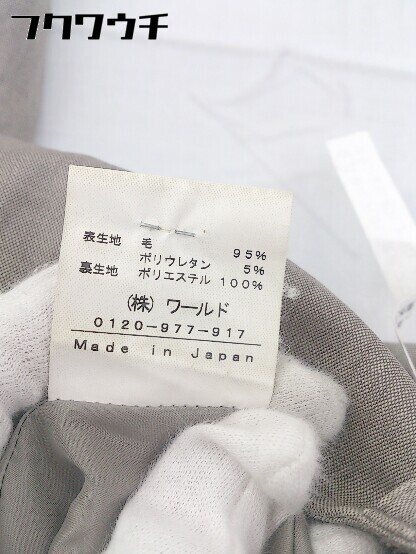 フクワウチ
表生地 毛 95%
ポリウレタン 5%
裏生地 ポリエステル 100%
(株) ワールド
0120-977-917
Made in Japan